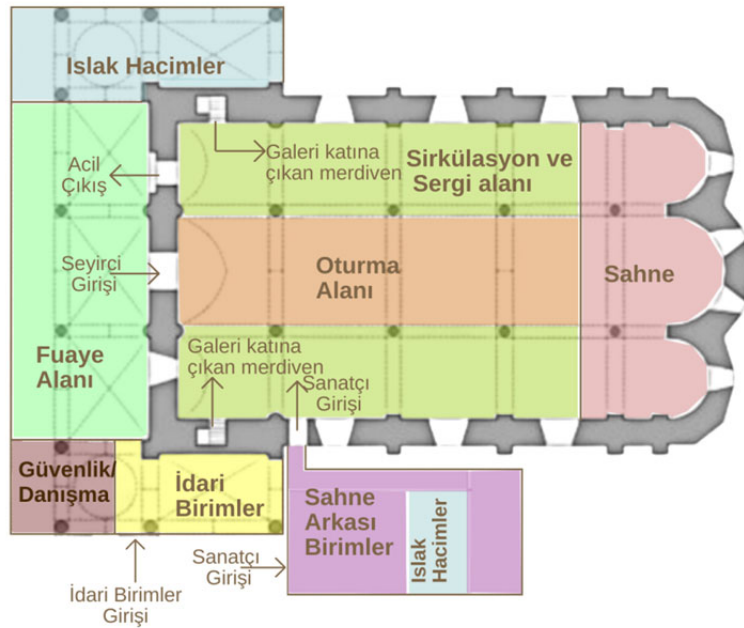 Islak Hacimler
Acil
Çıkış
Galeri katına
çıkan merdiven
Sirkülasyon ve
Sergi alanı
Seyirci
Girişi
Oturma
Alanı
Sahne
Fuaye
Alanı
Galeri katına
çıkan merdiven
Sanatçı
Girişi
Güvenlik/
Danışma
İdari
Birimler
Sahne
Arkası
Birimler
Islak
Hacimler
Sanatçı
Girişi
İdari Birimler
Girişi